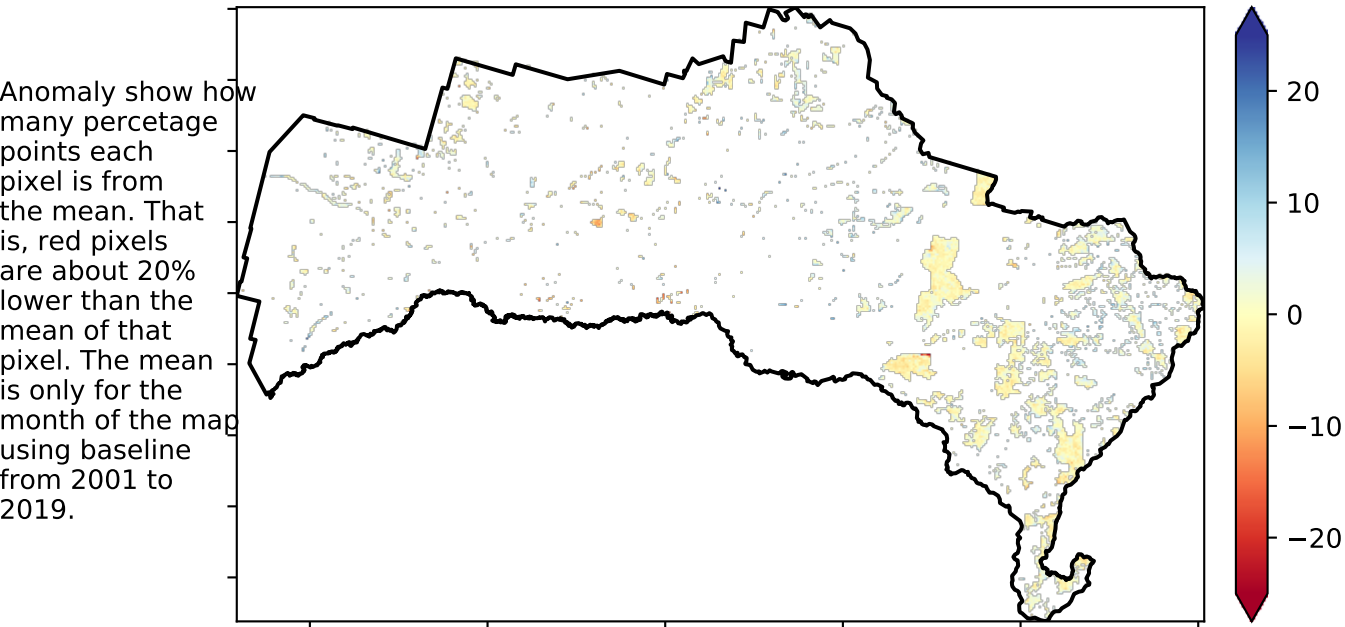 Anomaly show how
many percetage
points each
pixel is from
the mean. That
is, red pixels
are about 20%
lower than the
mean of that
pixel. The mean
is only for the
month of the map
using baseline
from 2001 to
2019.
20
10
0
−10
−20